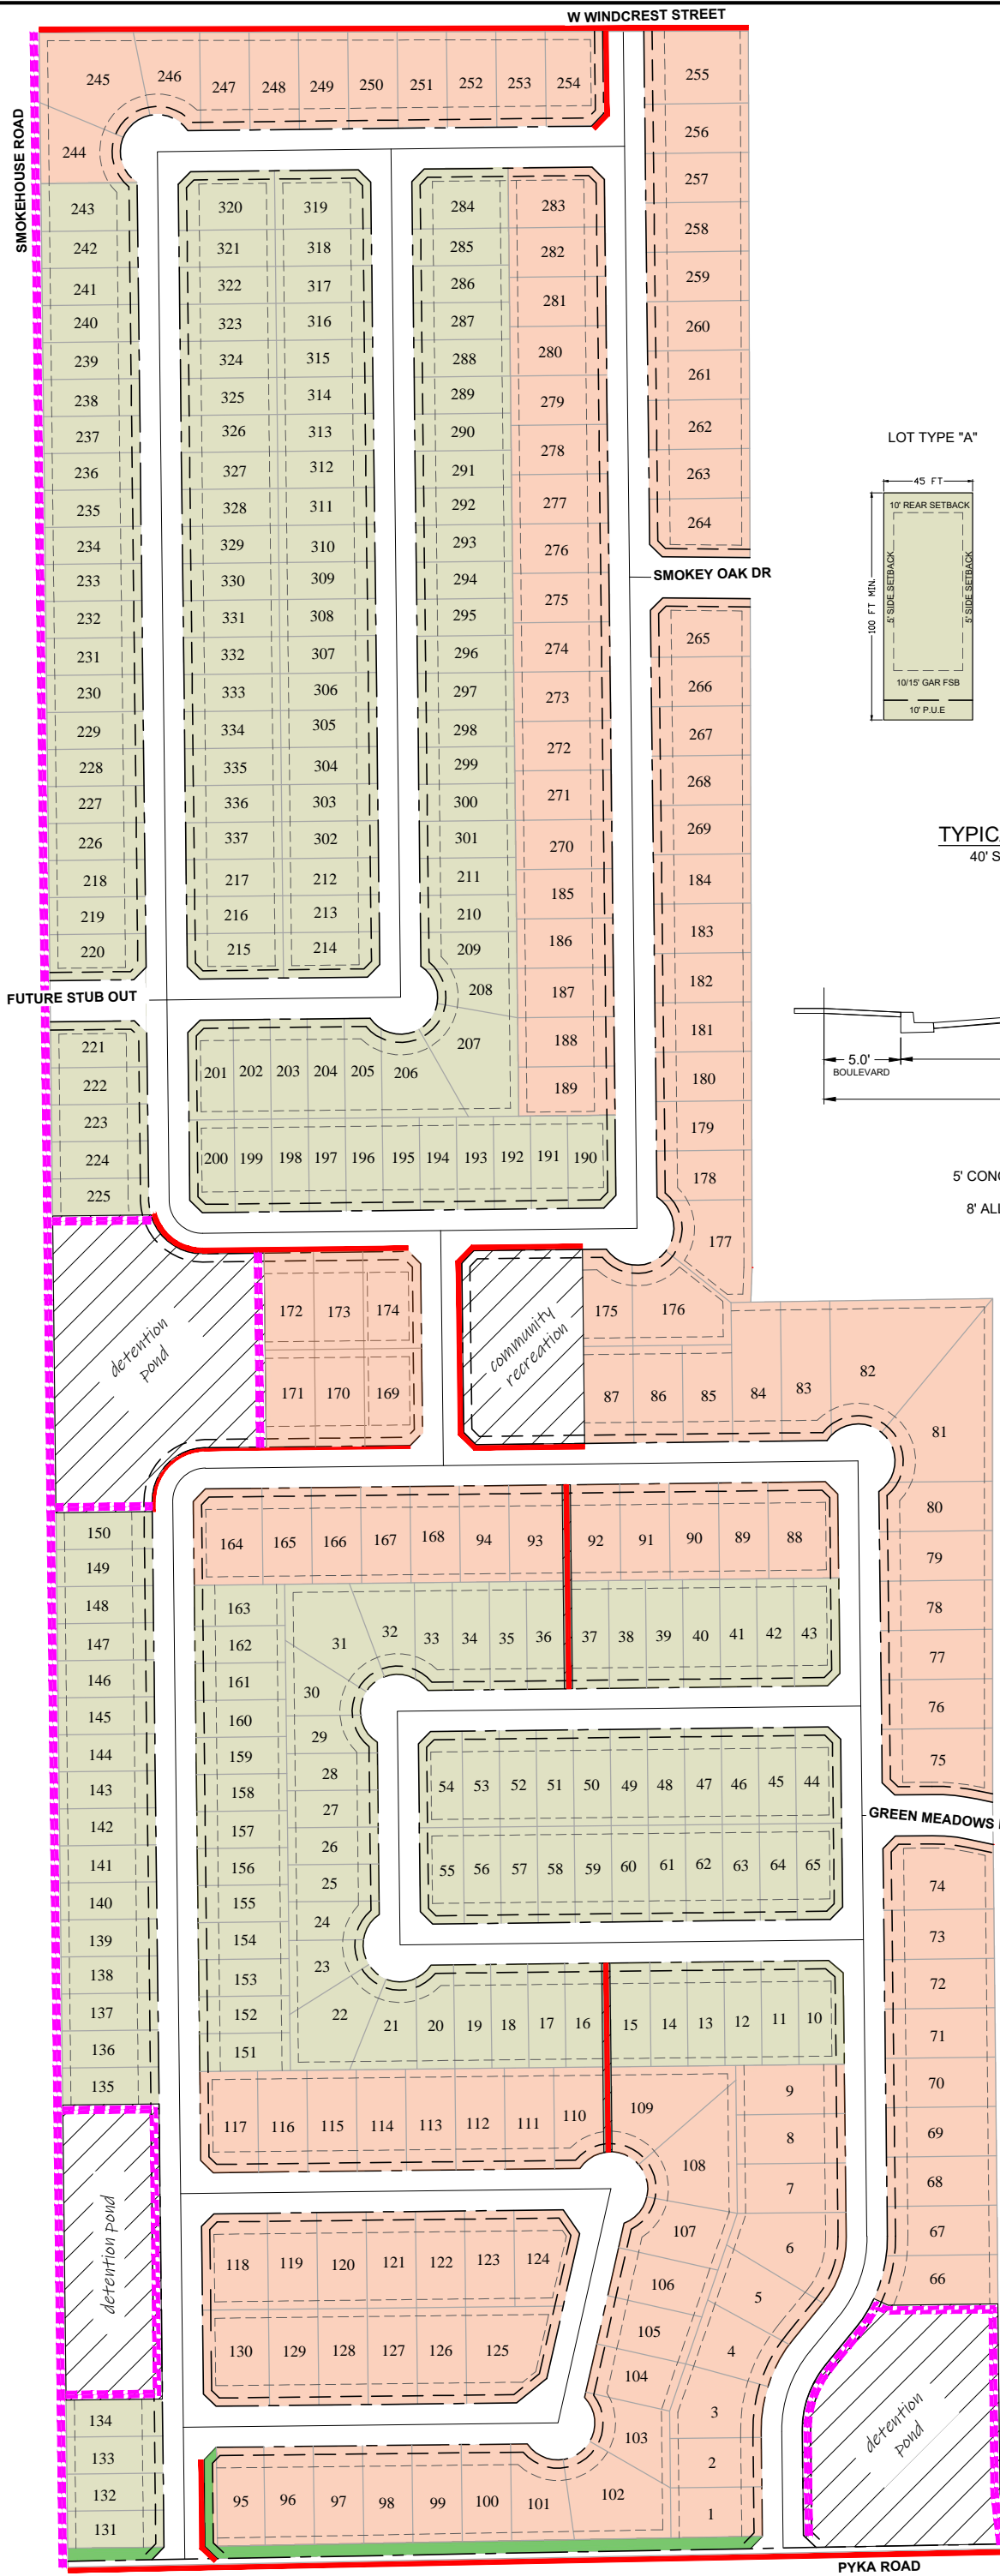 W WINDCREST STREET
SMOKEHOUSE ROAD
245 246 247 248 249 250 251 252 253 254 255
244 256
257
243 320 319 284 283 258
242 321 318 285 282 259
241 322 317 286 281
240 323 316 287 260
239 324 315 288 280 261
238 325 314 289 279
237 326 313 290 278 262
236 327 312 291 263
235 328 311 292 277 264
234 329 310 293 276
233 330 309 294 275
SMOKEY OAK DR
232 331 308 295 265
231 332 307 296 274 266
230 333 306 297 273
229 334 305 298 272 267
228 335 304 299 268
227 336 303 300 271 269
226 337 302 301 270
218 217 212 211 185 184
219 216 213 210 186 183
220 215 214 209
208 187 182
FUTURE STUB OUT
221 207 188 181
222 201 202 203 204 205 206 189 180
223 179
224 200 199 198 197 196 195 194 193 192 191 190 178
225
177
LOT TYPE "A"
45 FT
10' REAR SETBACK
100 FT MIN.
5' SIDE SETBACK
5' SIDE SETBACK
10/15' GAR FSB
10' P.U.E
TYPIC
40' S
5.0'
BOULEVARD
5' CON
8' ALL
detention
pond
172 173 174
171 170 169
community
recreation
175 176
87 86 85 84 83 82
81
150 164 165 166 167 168 94 93 92 91 90 89 88 80
149 79
148 163 78
147 162 31 32 33 34 35 36 37 38 39 40 41 42 43 77
146 161 30
145 160 29 76
144 159 28 75
143 158 27 54 53 52 51 50 49 48 47 46 45 44
142 157 26
GREEN MEADOWS
141 156 25 55 56 57 58 59 60 61 62 63 64 65
140 155 24 74
139 154 23 73
138 153 72
137 152 22 21 20 19 18 17 16 15 14 13 12 11 10 71
136 151
135 70
117 116 115 114 113 112 111 110 109 9 69
8
108 7 68
detention pond
107 6 67
118 119 120 121 122 123 124 106 5 66
130 129 128 127 126 125 105 4
104
103 3
134 2
133
132 95 96 97 98 99 100 101 102 1
131
detention
pond
PYKA ROAD